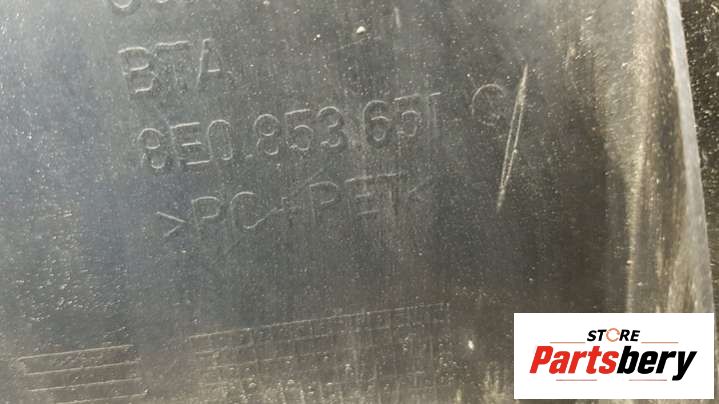 BTA
8E0.853.651 C
>PC+PET<
STORE
Partsbery